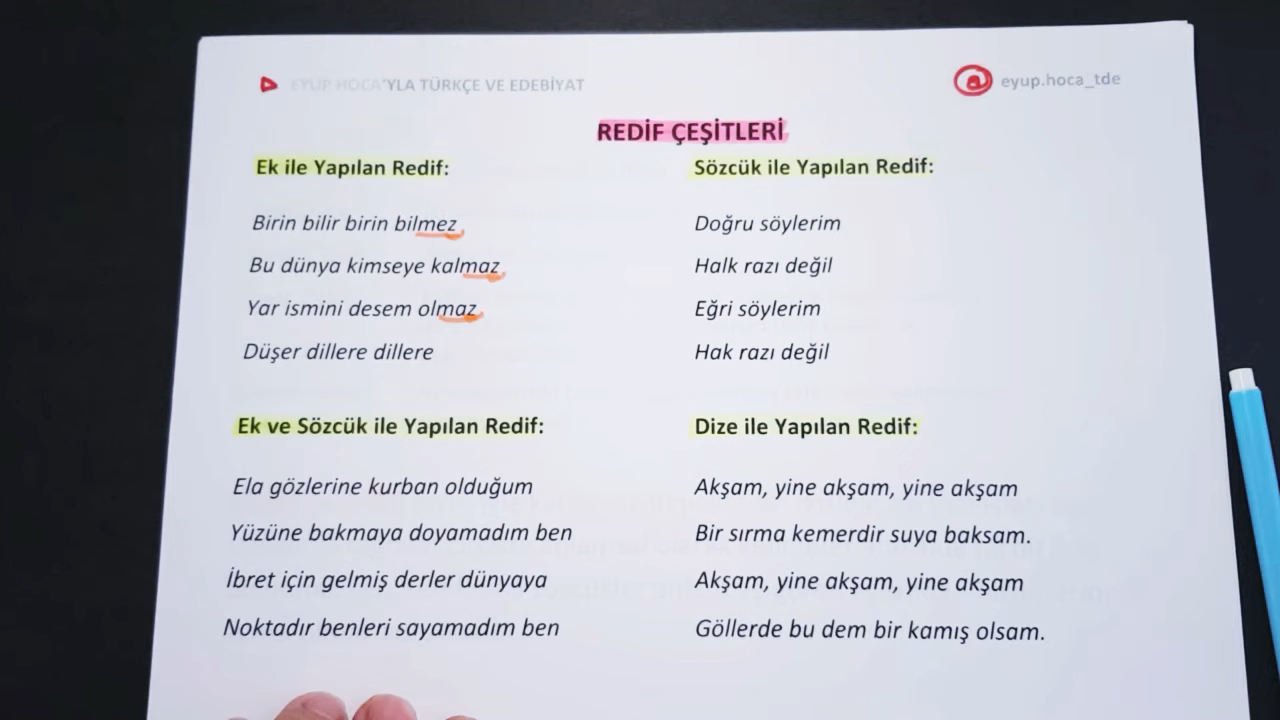 EYUP HOCA'YLA TÜRKÇE VE EDEBİYAT
@ eyup.hoca_tde
REDİF ÇEŞİTLERİ
Ek ile Yapılan Redif:
Birin bilir birin bilmez
Bu dünya kimseye kalmaz
Yar ismini desem olmaz
Düşer dillere dillere
Sözcük ile Yapılan Redif:
Doğru söylerim
Halk razı değil
Eğri söylerim
Hak razı değil
Ek ve Sözcük ile Yapılan Redif:
Ela gözlerine kurban olduğum
Yüzüne bakmaya doyamadım ben
İbret için gelmiş derler dünyaya
Noktadır benleri sayamadım ben
Dize ile Yapılan Redif:
Akşam, yine akşam, yine akşam
Bir sırma kemerdir suya baksam.
Akşam, yine akşam, yine akşam
Göllerde bu dem bir kamış olsam.